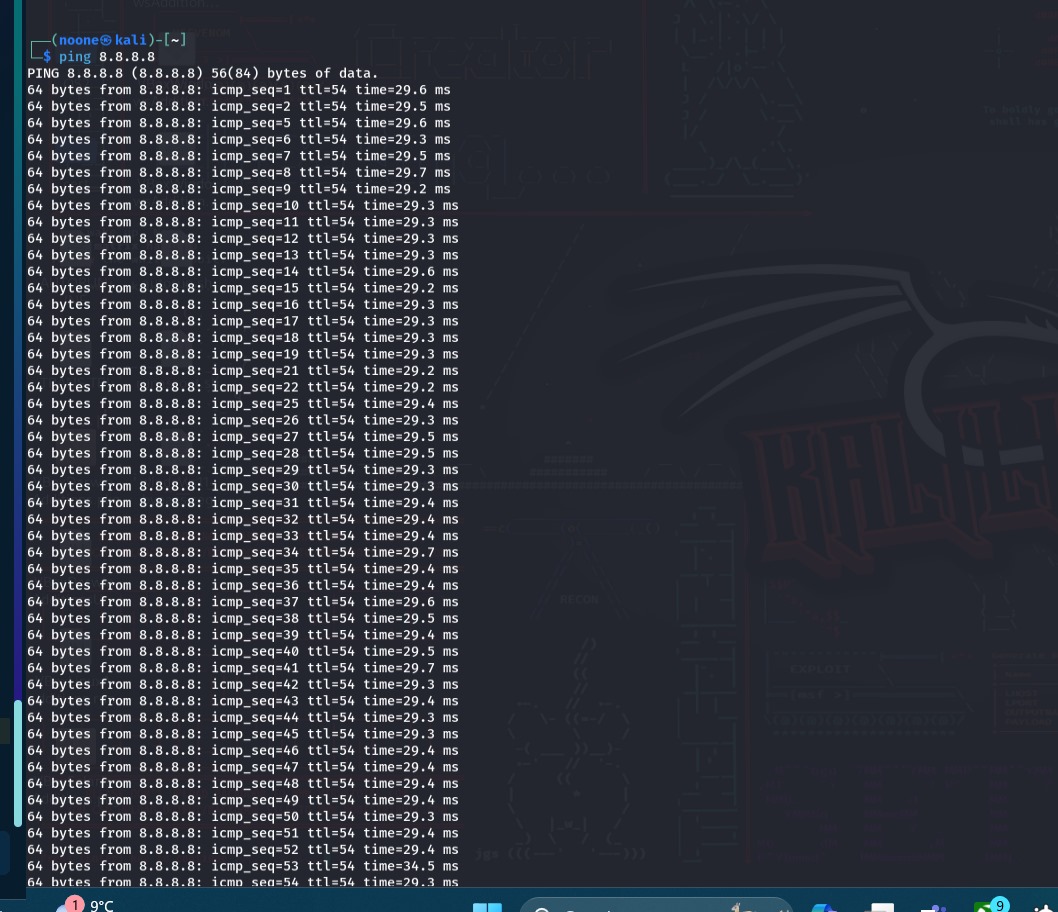 wsAddition...
┌──(noone㉿kali)-[~]
└─$ ping 8.8.8.8
PING 8.8.8.8 (8.8.8.8) 56(84) bytes of data.
64 bytes from 8.8.8.8: icmp_seq=1 ttl=54 time=29.6 ms
64 bytes from 8.8.8.8: icmp_seq=2 ttl=54 time=29.5 ms
64 bytes from 8.8.8.8: icmp_seq=5 ttl=54 time=29.6 ms
64 bytes from 8.8.8.8: icmp_seq=6 ttl=54 time=29.3 ms
64 bytes from 8.8.8.8: icmp_seq=7 ttl=54 time=29.5 ms
64 bytes from 8.8.8.8: icmp_seq=8 ttl=54 time=29.7 ms
64 bytes from 8.8.8.8: icmp_seq=9 ttl=54 time=29.2 ms
64 bytes from 8.8.8.8: icmp_seq=10 ttl=54 time=29.3 ms
64 bytes from 8.8.8.8: icmp_seq=11 ttl=54 time=29.3 ms
64 bytes from 8.8.8.8: icmp_seq=12 ttl=54 time=29.3 ms
64 bytes from 8.8.8.8: icmp_seq=13 ttl=54 time=29.3 ms
64 bytes from 8.8.8.8: icmp_seq=14 ttl=54 time=29.6 ms
64 bytes from 8.8.8.8: icmp_seq=15 ttl=54 time=29.2 ms
64 bytes from 8.8.8.8: icmp_seq=16 ttl=54 time=29.3 ms
64 bytes from 8.8.8.8: icmp_seq=17 ttl=54 time=29.3 ms
64 bytes from 8.8.8.8: icmp_seq=18 ttl=54 time=29.3 ms
64 bytes from 8.8.8.8: icmp_seq=19 ttl=54 time=29.3 ms
64 bytes from 8.8.8.8: icmp_seq=21 ttl=54 time=29.2 ms
64 bytes from 8.8.8.8: icmp_seq=22 ttl=54 time=29.2 ms
64 bytes from 8.8.8.8: icmp_seq=25 ttl=54 time=29.4 ms
64 bytes from 8.8.8.8: icmp_seq=26 ttl=54 time=29.3 ms
64 bytes from 8.8.8.8: icmp_seq=27 ttl=54 time=29.5 ms
64 bytes from 8.8.8.8: icmp_seq=28 ttl=54 time=29.5 ms
64 bytes from 8.8.8.8: icmp_seq=29 ttl=54 time=29.3 ms
64 bytes from 8.8.8.8: icmp_seq=30 ttl=54 time=29.3 ms
64 bytes from 8.8.8.8: icmp_seq=31 ttl=54 time=29.4 ms
64 bytes from 8.8.8.8: icmp_seq=32 ttl=54 time=29.4 ms
64 bytes from 8.8.8.8: icmp_seq=33 ttl=54 time=29.4 ms
64 bytes from 8.8.8.8: icmp_seq=34 ttl=54 time=29.7 ms
64 bytes from 8.8.8.8: icmp_seq=35 ttl=54 time=29.4 ms
64 bytes from 8.8.8.8: icmp_seq=36 ttl=54 time=29.4 ms
64 bytes from 8.8.8.8: icmp_seq=37 ttl=54 time=29.6 ms
64 bytes from 8.8.8.8: icmp_seq=38 ttl=54 time=29.5 ms
64 bytes from 8.8.8.8: icmp_seq=39 ttl=54 time=29.4 ms
64 bytes from 8.8.8.8: icmp_seq=40 ttl=54 time=29.5 ms
64 bytes from 8.8.8.8: icmp_seq=41 ttl=54 time=29.7 ms
64 bytes from 8.8.8.8: icmp_seq=42 ttl=54 time=29.3 ms
64 bytes from 8.8.8.8: icmp_seq=43 ttl=54 time=29.4 ms
64 bytes from 8.8.8.8: icmp_seq=44 ttl=54 time=29.3 ms
64 bytes from 8.8.8.8: icmp_seq=45 ttl=54 time=29.3 ms
64 bytes from 8.8.8.8: icmp_seq=46 ttl=54 time=29.4 ms
64 bytes from 8.8.8.8: icmp_seq=47 ttl=54 time=29.4 ms
64 bytes from 8.8.8.8: icmp_seq=48 ttl=54 time=29.4 ms
64 bytes from 8.8.8.8: icmp_seq=49 ttl=54 time=29.4 ms
64 bytes from 8.8.8.8: icmp_seq=50 ttl=54 time=29.3 ms
64 bytes from 8.8.8.8: icmp_seq=51 ttl=54 time=29.4 ms
64 bytes from 8.8.8.8: icmp_seq=52 ttl=54 time=29.4 ms
64 bytes from 8.8.8.8: icmp_seq=53 ttl=54 time=34.5 ms
64 bytes from 8.8.8.8: icmp_seq=54 ttl=54 time=29.3 ms
RECON
EXPLOIT
jgs
1
9°C
9